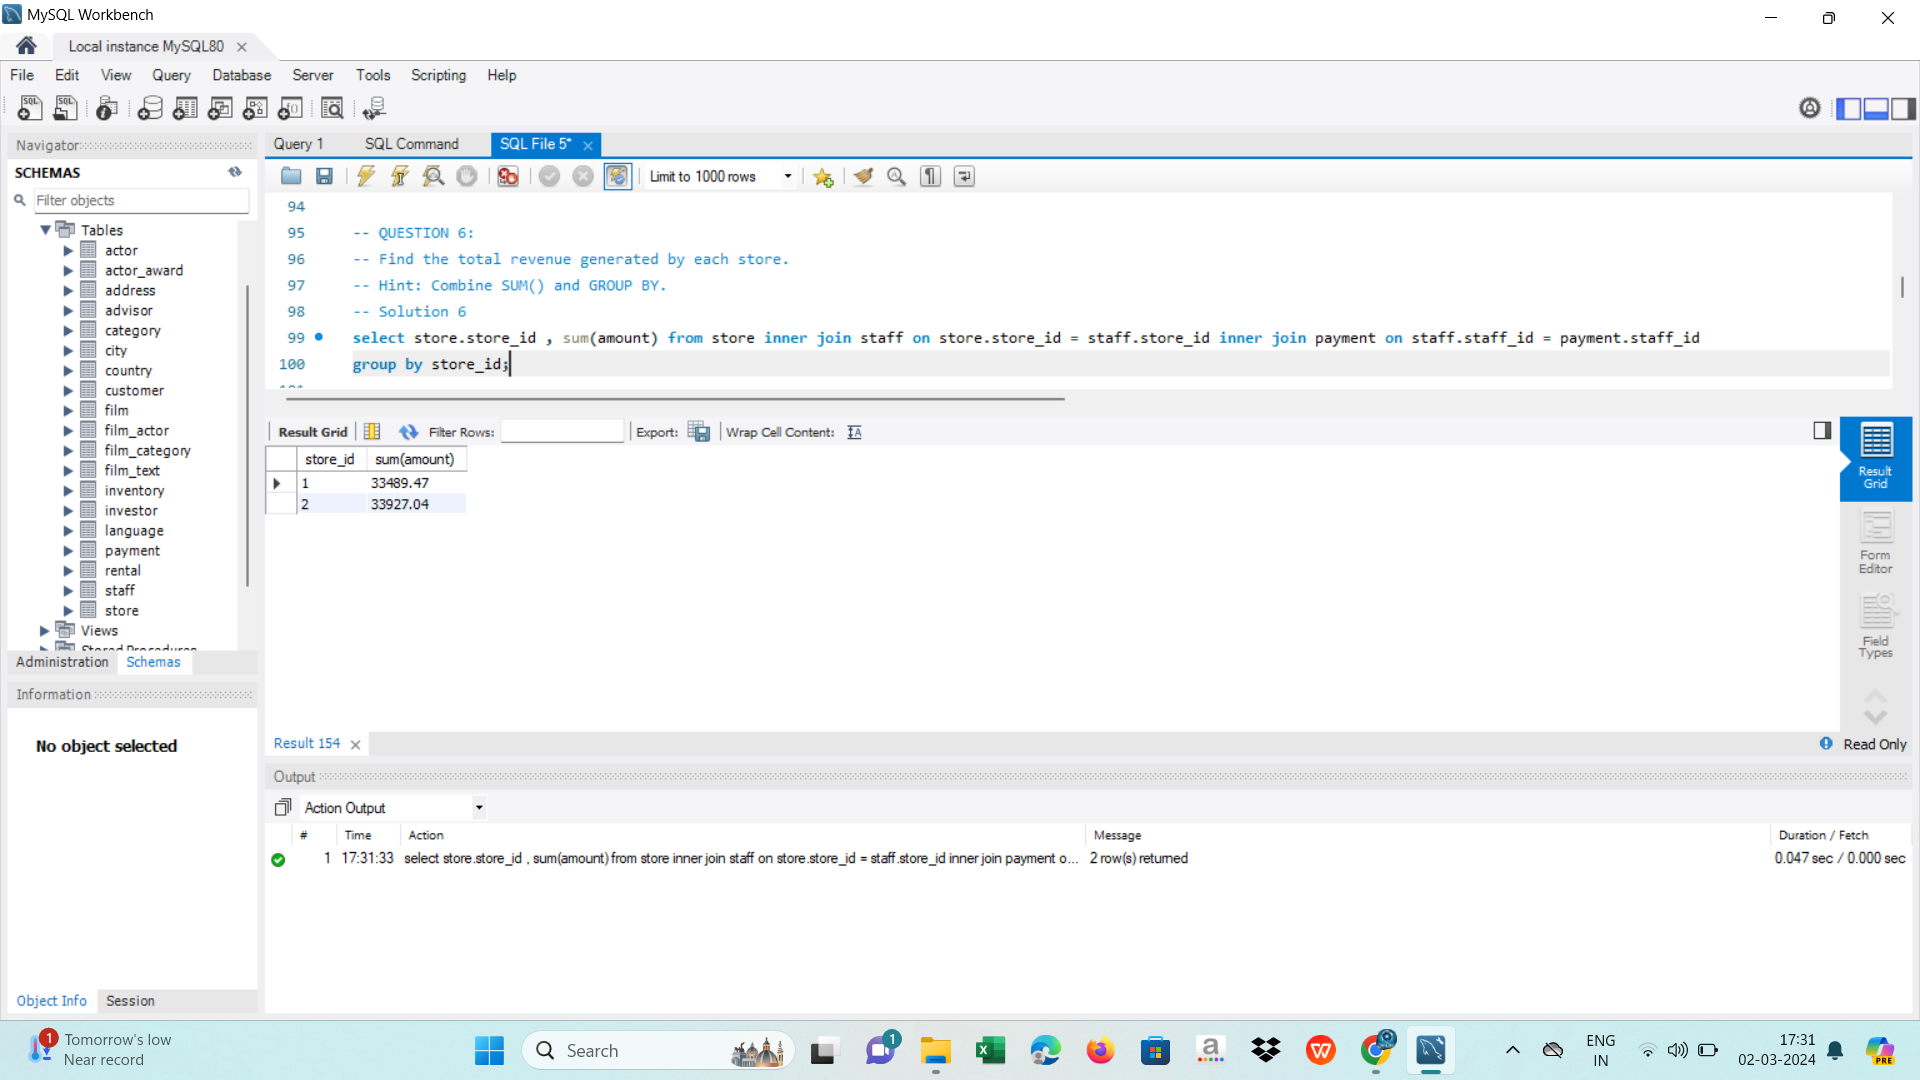 MySQL Workbench
Local instance MySQL80
File Edit View Query Database Server Tools Scripting Help
Navigator
SCHEMAS
Filter objects
Tables
actor
actor_award
address
advisor
category
city
country
customer
film
film_actor
film_category
film_text
inventory
investor
language
payment
rental
staff
store
Views
Stored Procedures
Administration Schemas
Information
No object selected
Object Info Session
Query 1 SQL Command SQL File 5*
Limit to 1000 rows
94
95 -- QUESTION 6:
96 -- Find the total revenue generated by each store.
97 -- Hint: Combine SUM() and GROUP BY.
98 -- Solution 6
99 select store.store_id , sum(amount) from store inner join staff on store.store_id = staff.store_id inner join payment on staff.staff_id = payment.staff_id
100 group by store_id;
101
Result Grid Filter Rows: Export: Wrap Cell Content:
store_id sum(amount)
1 33489.47
2 33927.04
Result Grid
Form Editor
Field Types
Result 154
Read Only
Output
Action Output
# Time Action Message Duration / Fetch
1 17:31:33 select store.store_id , sum(amount) from store inner join staff on store.store_id = staff.store_id inner join payment o... 2 row(s) returned 0.047 sec / 0.000 sec
1
Tomorrow's low
Near record
Search
1
ENG
IN
17:31
02-03-2024
PRE